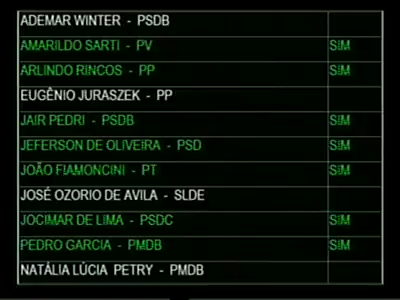 ADEMAR WINTER - PSDB
AMARILDO SARTI - PV SIM
ARLINDO RINCOS - PP SIM
EUGÊNIO JURASZEK - PP
JAIR PEDRI - PSDB SIM
JEFERSON DE OLIVEIRA - PSD SIM
JOÃO FIAMONCINI - PT SIM
JOSÉ OZORIO DE AVILA - SLDE
JOCIMAR DE LIMA - PSDC SIM
PEDRO GARCIA - PMDB SIM
NATÁLIA LÚCIA PETRY - PMDB